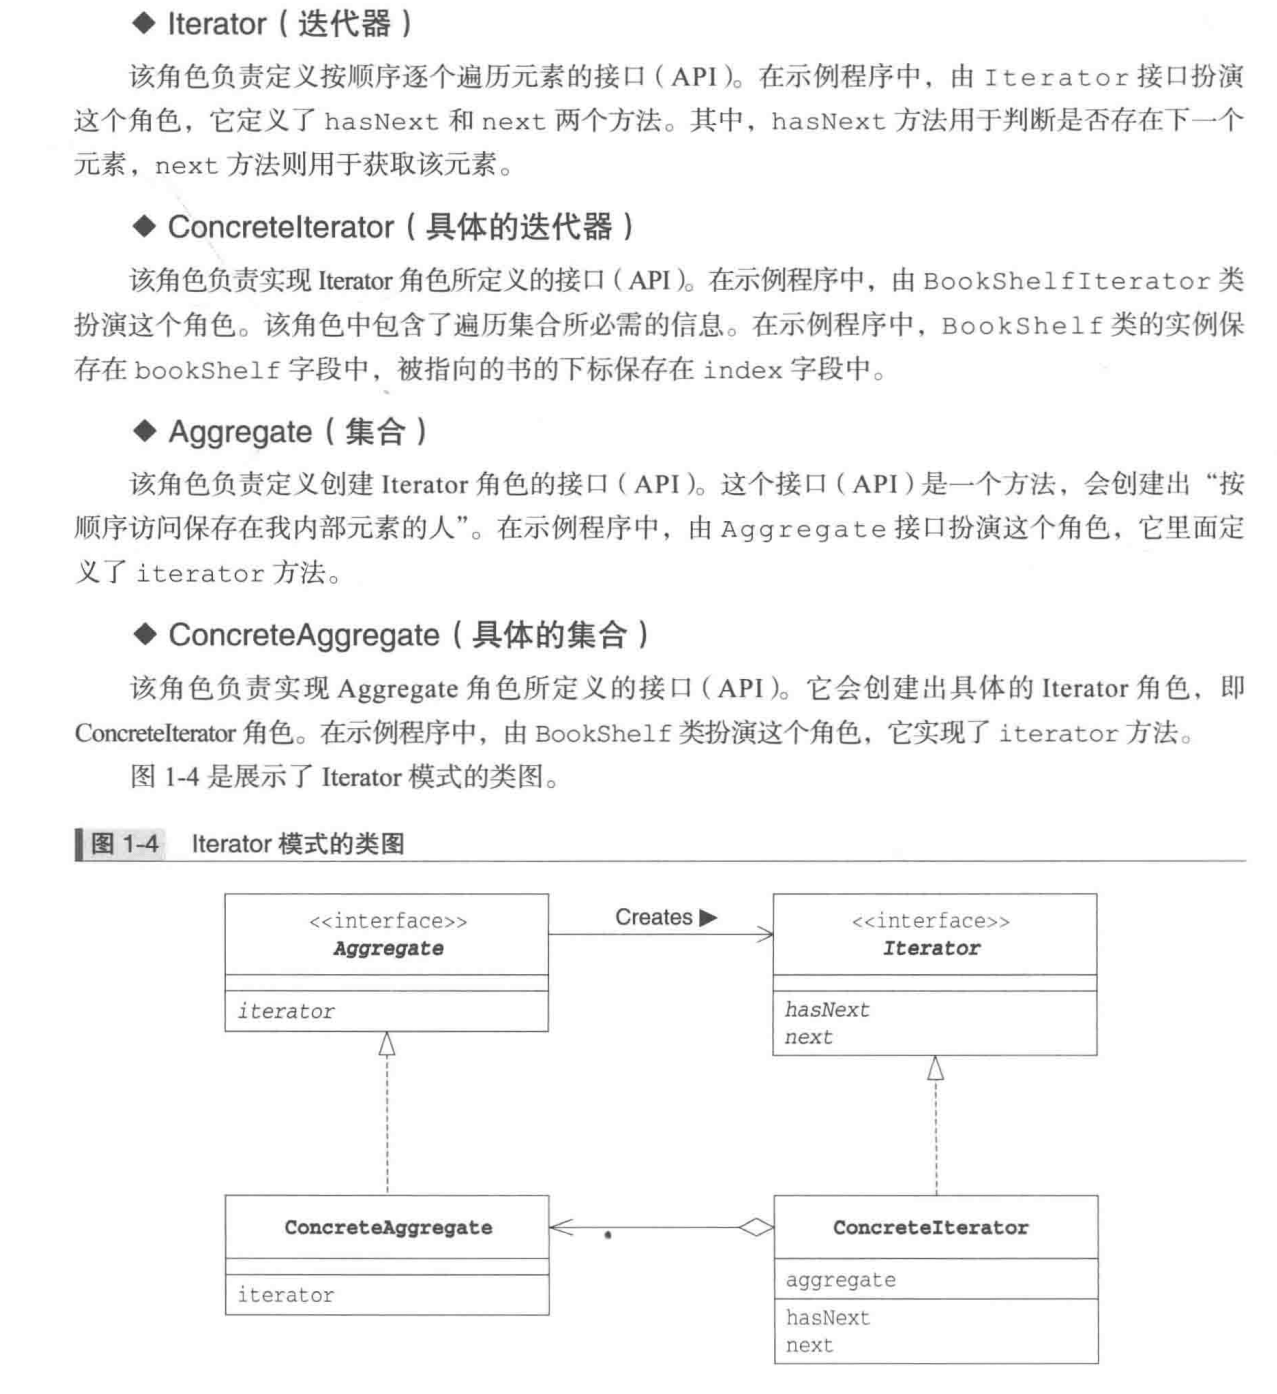 ◆ Iterator（迭代器）
该角色负责定义按顺序逐个遍历元素的接口（API）。在示例程序中，由 Iterator 接口扮演
这个角色，它定义了 hasNext 和 next 两个方法。其中，hasNext 方法用于判断是否存在下一个
元素，next 方法则用于获取该元素。
◆ ConcreteIterator（具体的迭代器）
该角色负责实现 Iterator 角色所定义的接口（API）。在示例程序中，由 BookShelfIterator 类
扮演这个角色。该角色中包含了遍历集合所必需的信息。在示例程序中，BookShelf 类的实例保
存在 bookShelf 字段中，被指向的书的下标保存在 index 字段中。
◆ Aggregate（集合）
该角色负责定义创建 Iterator 角色的接口（API）。这个接口（API）是一个方法，会创建出“按
顺序访问保存在我内部元素的人”。在示例程序中，由 Aggregate 接口扮演这个角色，它里面定
义了 iterator 方法。
◆ ConcreteAggregate（具体的集合）
该角色负责实现 Aggregate 角色所定义的接口（API）。它会创建出具体的 Iterator 角色，即
ConcreteIterator 角色。在示例程序中，由 BookShelf 类扮演这个角色，它实现了 iterator 方法。
图 1-4 是展示了 Iterator 模式的类图。
图 1-4 Iterator 模式的类图
<<interface>>
Aggregate
iterator
Creates ▶
<<interface>>
Iterator
hasNext
next
ConcreteAggregate
iterator
ConcreteIterator
aggregate
hasNext
next